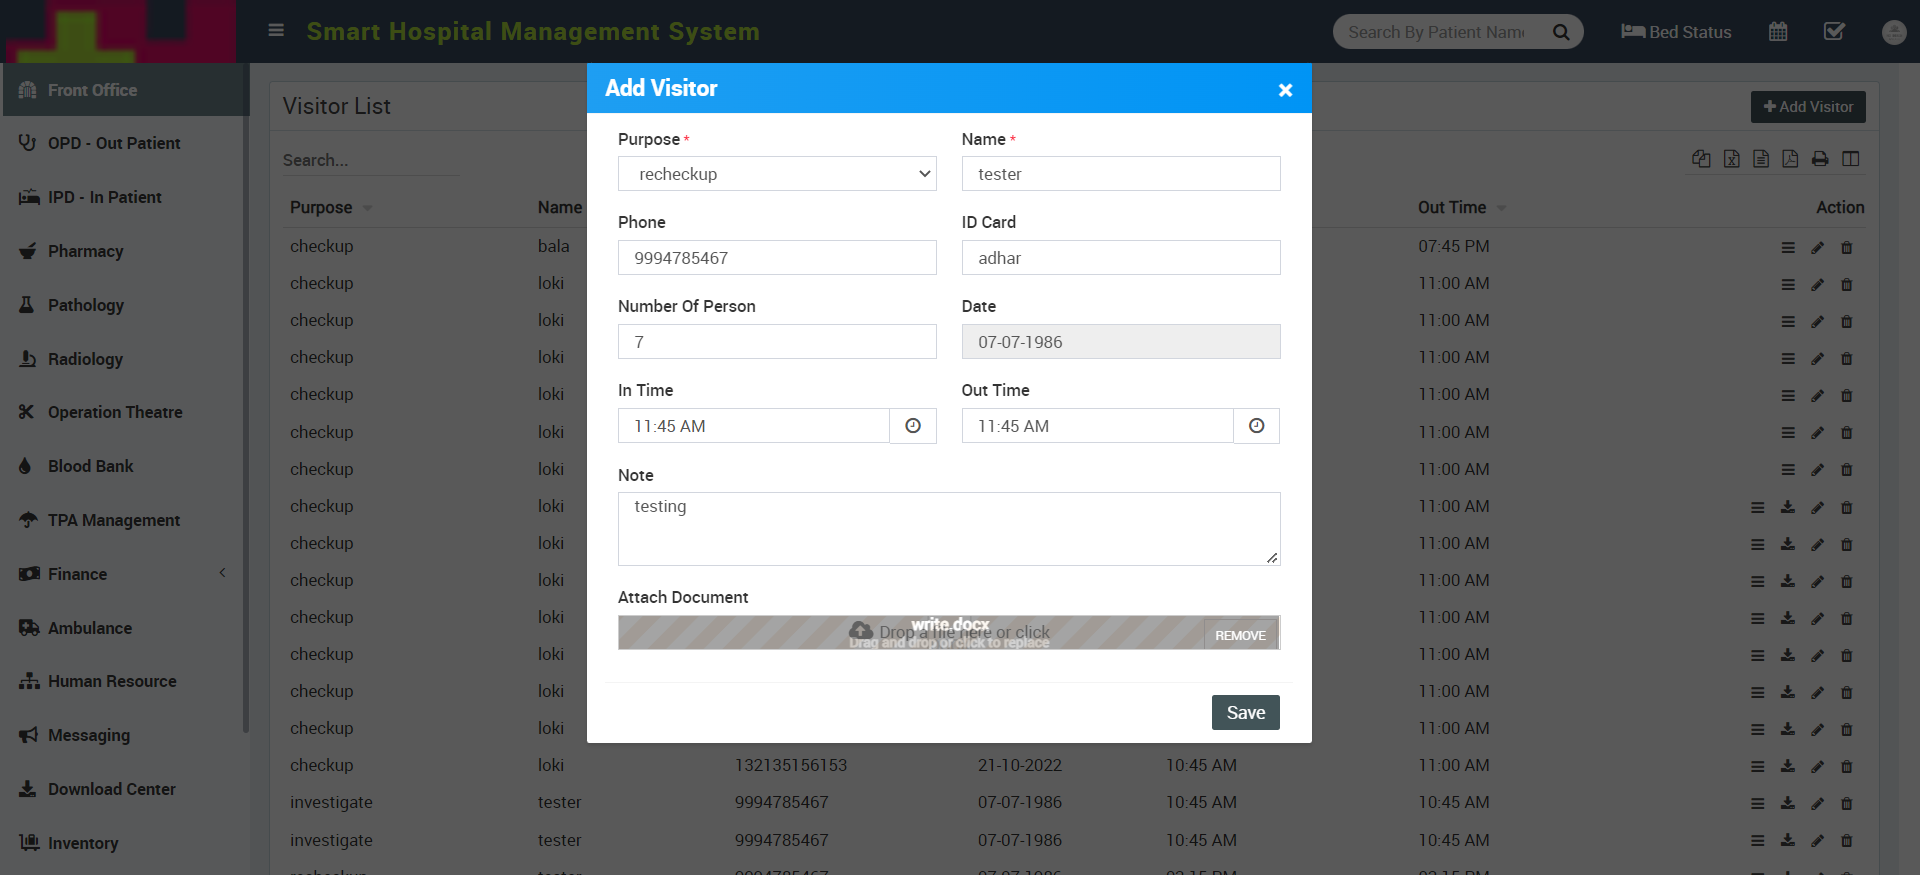 Smart Hospital Management System
Search By Patient Name
Bed Status
Front Office
OPD - Out Patient
IPD - In Patient
Pharmacy
Pathology
Radiology
Operation Theatre
Blood Bank
TPA Management
Finance
Ambulance
Human Resource
Messaging
Download Center
Inventory
Visitor List
Add Visitor
Search...
Purpose Name Out Time Action
checkup bala 07:45 PM
checkup loki 11:00 AM
checkup loki 11:00 AM
checkup loki 11:00 AM
checkup loki 11:00 AM
checkup loki 11:00 AM
checkup loki 11:00 AM
checkup loki 11:00 AM
checkup loki 11:00 AM
checkup loki 11:00 AM
checkup loki 11:00 AM
checkup loki 11:00 AM
checkup loki 11:00 AM
checkup loki 11:00 AM
checkup loki 132135156153 21-10-2022 10:45 AM 11:00 AM
investigate tester 9994785467 07-07-1986 10:45 AM 10:45 AM
investigate tester 9994785467 07-07-1986 10:45 AM 10:45 AM
Add Visitor
×
Purpose * Name *
recheckup tester
Phone ID Card
9994785467 adhar
Number Of Person Date
7 07-07-1986
In Time Out Time
11:45 AM 11:45 AM
Note
testing
Attach Document
write.docx
Drop a file here or click
Drag and drop or click to replace
REMOVE
Save